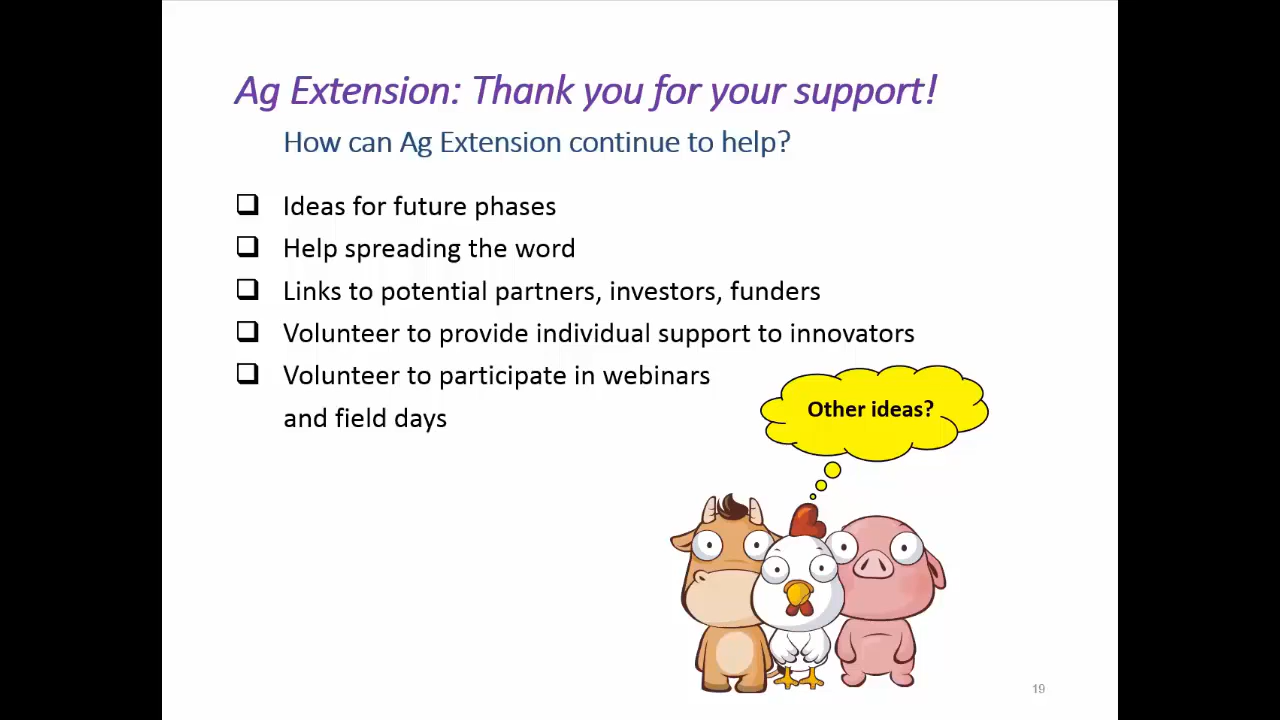 Ag Extension: Thank you for your support!
How can Ag Extension continue to help?
Ideas for future phases
Help spreading the word
Links to potential partners, investors, funders
Volunteer to provide individual support to innovators
Volunteer to participate in webinars
and field days
Other ideas?
19